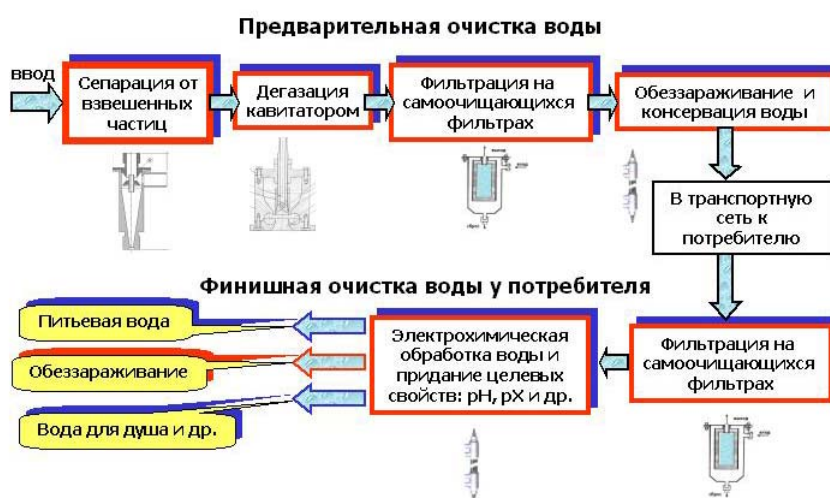 Предварительная очистка воды
ввод
Сепарация от
взвешенных
частиц
Дегазация
кавитатором
Фильтрация на
самоочищающихся
фильтрах
Обеззараживание и
консервация воды
В транспортную
сеть к
потребителю
Финишная очистка воды у потребителя
Питьевая вода
Обеззараживание
Вода для душа и др.
Электрохимическая
обработка воды и
придание целевых
свойств: pH, pX и др.
Фильтрация на
самоочищающихся
фильтрах